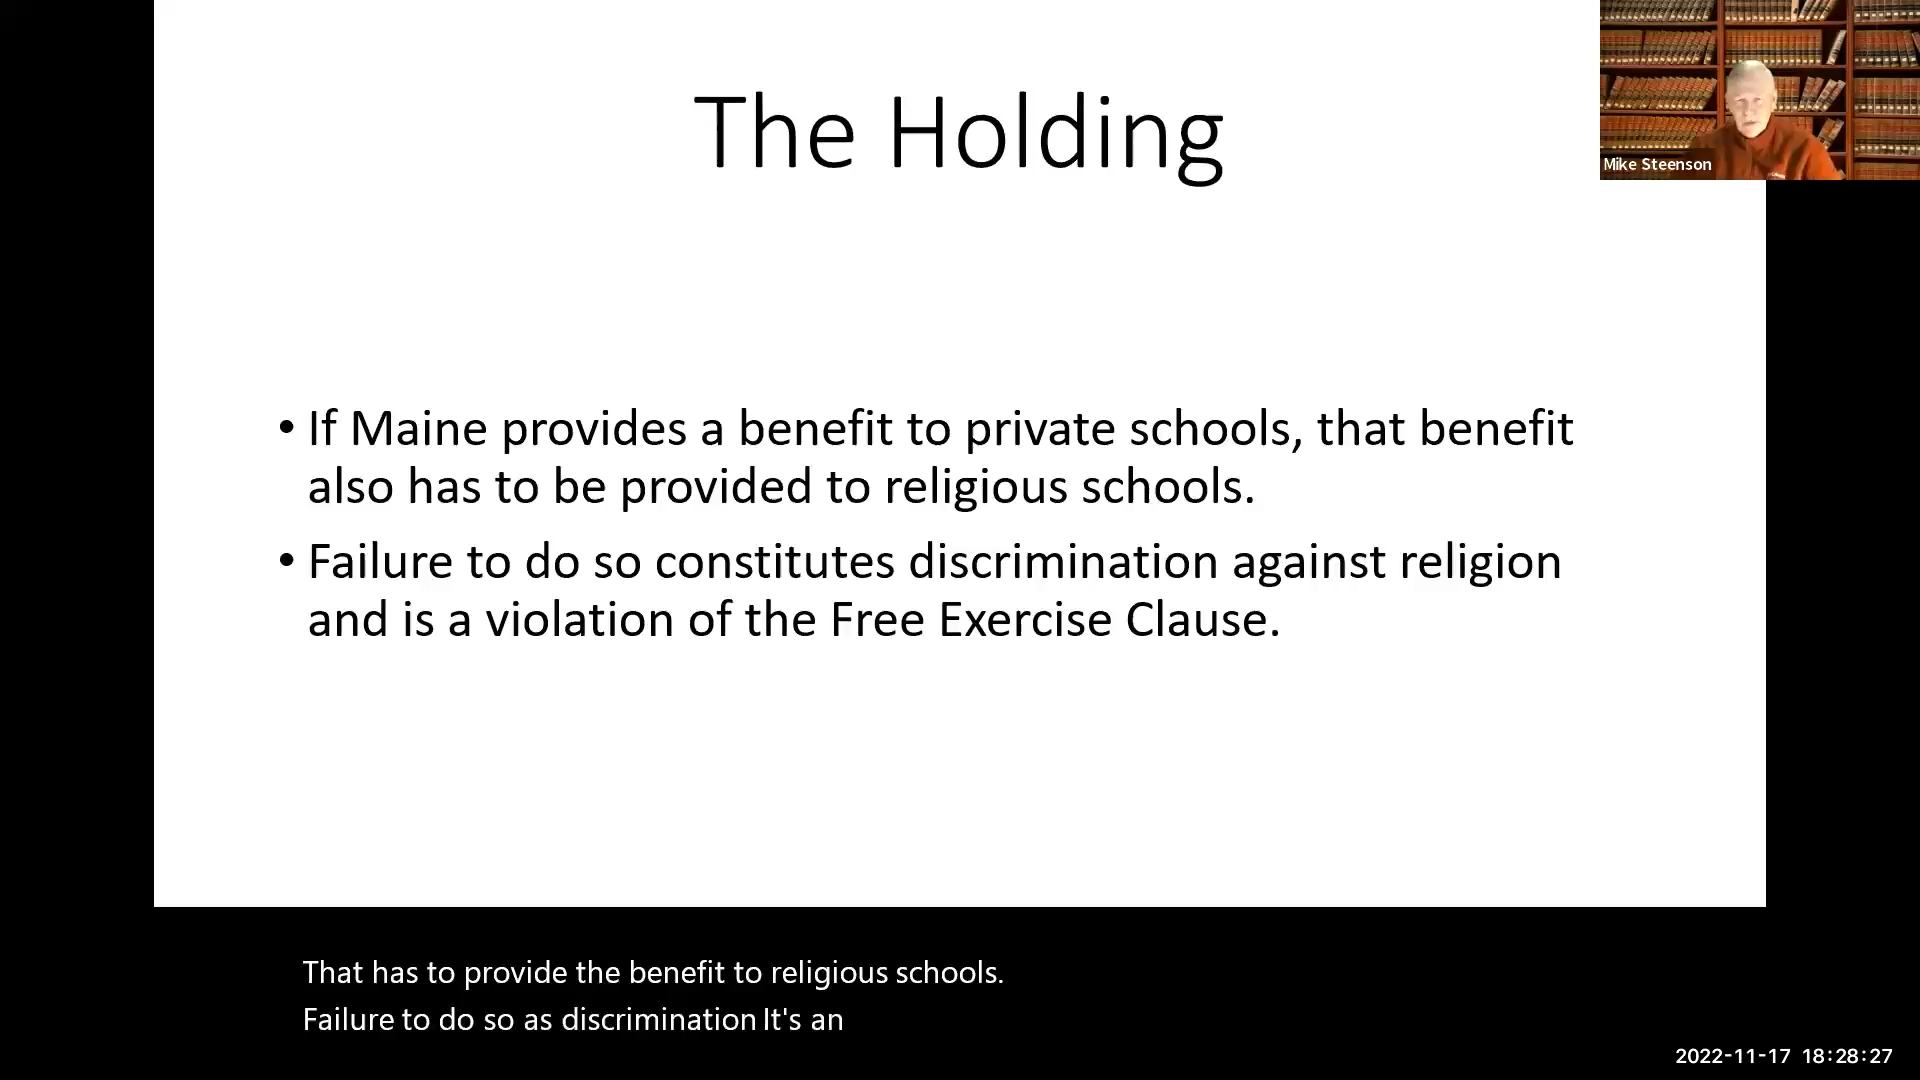 The Holding
Mike Steenson
• If Maine provides a benefit to private schools, that benefit
also has to be provided to religious schools.
• Failure to do so constitutes discrimination against religion
and is a violation of the Free Exercise Clause.
That has to provide the benefit to religious schools.
Failure to do so as discrimination It's an
2022-11-17 18:28:27